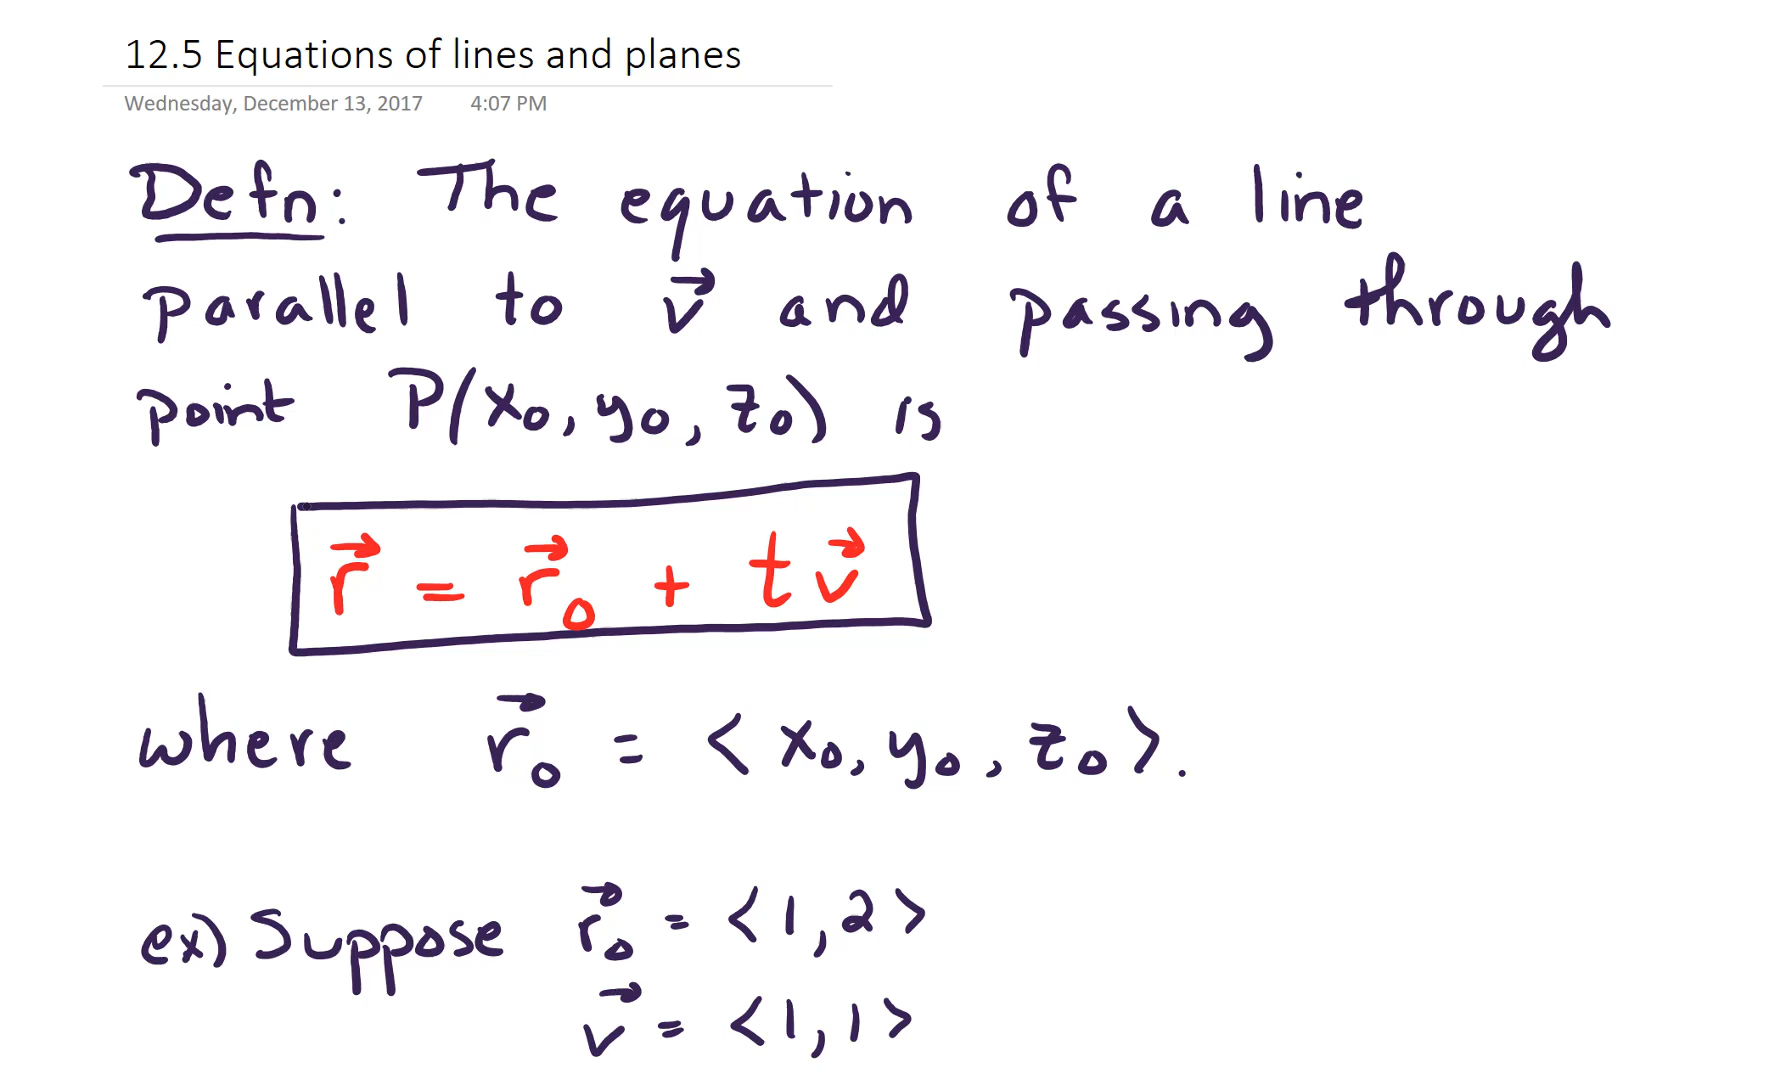 12.5 Equations of lines and planes
Wednesday, December 13, 2017 4:07 PM
Defn: The equation of a line
parallel to v⃗ and passing through
point P(x₀, y₀, z₀) is
r⃗ = r⃗₀ + t v⃗
where r⃗₀ = <x₀, y₀, z₀>.
ex) Suppose r⃗₀ = <1, 2>
v⃗ = <1, 1>